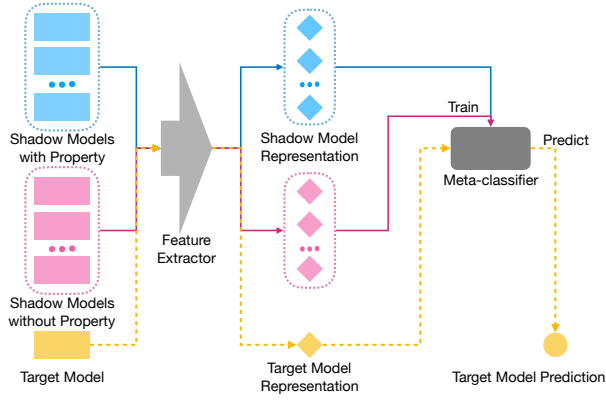 Shadow Models
with Property
Shadow Models
without Property
Target Model
Feature
Extractor
Shadow Model
Representation
Target Model
Representation
Train
Meta-classifier
Predict
Target Model Prediction